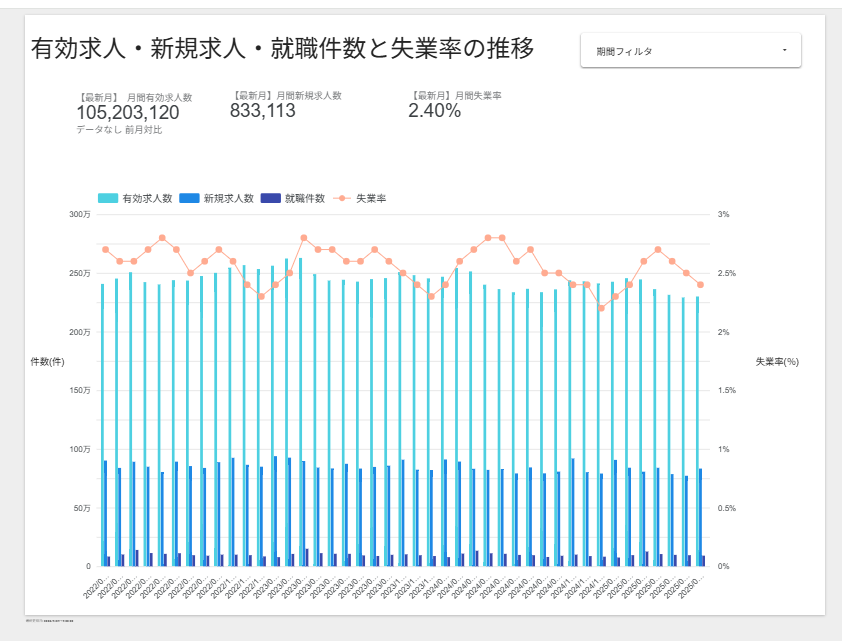 有効求人・新規求人・就職件数と失業率の推移
期間フィルタ
【最新月】 月間有効求人数
105,203,120
データなし 前月対比
【最新月】月間新規求人数
833,113
【最新月】月間失業率
2.40%
有効求人数 新規求人数 就職件数 失業率
300万 3%
250万 2.5%
200万 2%
件数(件) 失業率(%)
150万 1.5%
100万 1%
50万 0.5%
0 0%
2022/0... 2022/0... 2022/0... 2022/0... 2022/0... 2022/0... 2022/0... 2022/0... 2022/0... 2022/1... 2022/1... 2022/1... 2023/0... 2023/0... 2023/0... 2023/0... 2023/0... 2023/0... 2023/0... 2023/0... 2023/0... 2023/1... 2023/1... 2023/1... 2024/0... 2024/0... 2024/0... 2024/0... 2024/0... 2024/0... 2024/0... 2024/0... 2024/0... 2024/1... 2024/1... 2024/1... 2025/0... 2025/0... 2025/0... 2025/0... 2025/0... 2025/0... 2025/0...